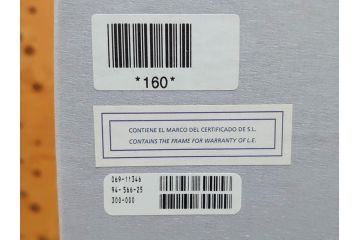 *160*
CONTIENE EL MARCO DEL CERTIFICADO DE S.L.
CONTAINS THE FRAME FOR WARRANTY OF L.E.
069-11346
94-566-25
300-000